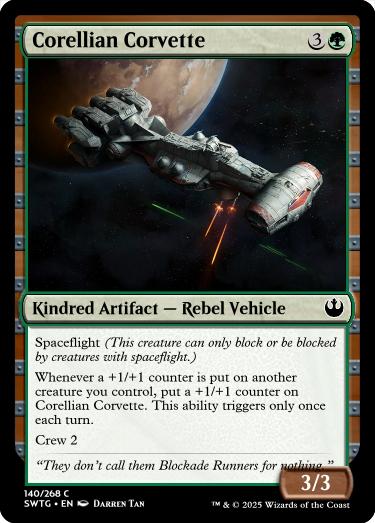 Corellian Corvette 3
Kindred Artifact — Rebel Vehicle
Spaceflight (This creature can only block or be blocked
by creatures with spaceflight.)
Whenever a +1/+1 counter is put on another
creature you control, put a +1/+1 counter on
Corellian Corvette. This ability triggers only once
each turn.
Crew 2
“They don’t call them Blockade Runners for nothing.”
3/3
140/268 C
SWTG • EN Darren Tan
™ & © 2025 Wizards of the Coast